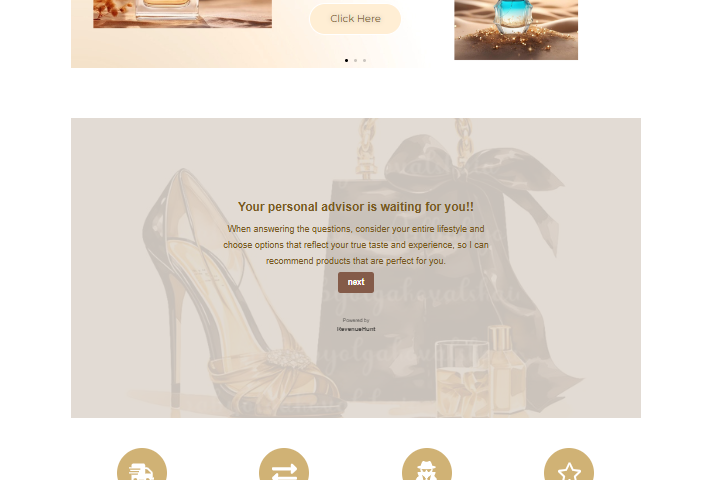 Click Here
Your personal advisor is waiting for you!!
When answering the questions, consider your entire lifestyle and
choose options that reflect your true taste and experience, so I can
recommend products that are perfect for you.
next
Powered by
RevenueHunt